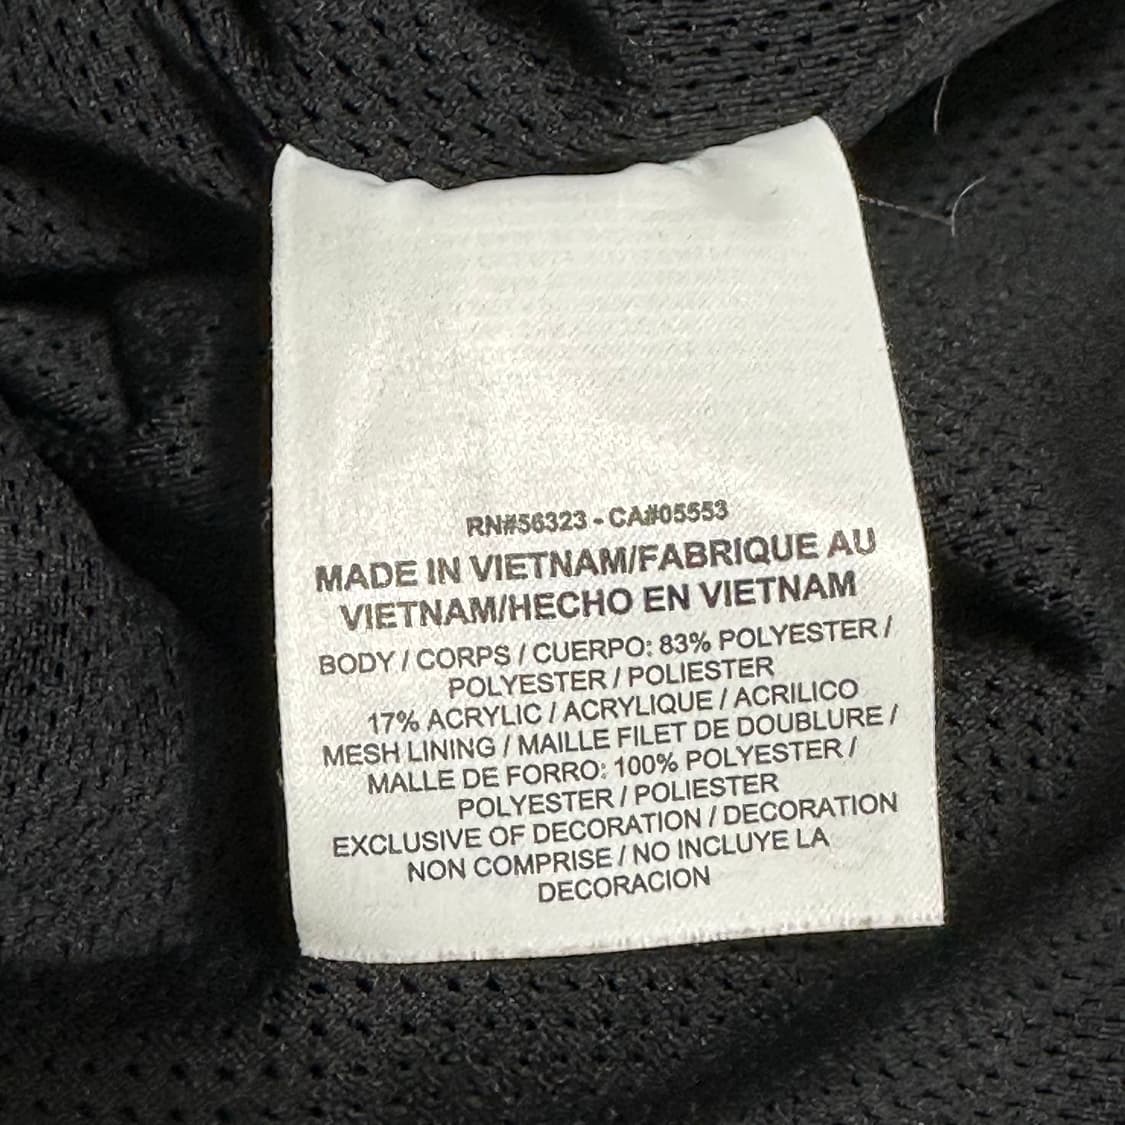 RN#56323 - CA#05553
MADE IN VIETNAM/FABRIQUE AU
VIETNAM/HECHO EN VIETNAM
BODY / CORPS / CUERPO: 83% POLYESTER /
POLYESTER / POLIESTER
17% ACRYLIC / ACRYLIQUE / ACRILICO
MESH LINING / MAILLE FILET DE DOUBLURE /
MALLE DE FORRO: 100% POLYESTER /
POLYESTER / POLIESTER
EXCLUSIVE OF DECORATION / DECORATION
NON COMPRISE / NO INCLUYE LA
DECORACION